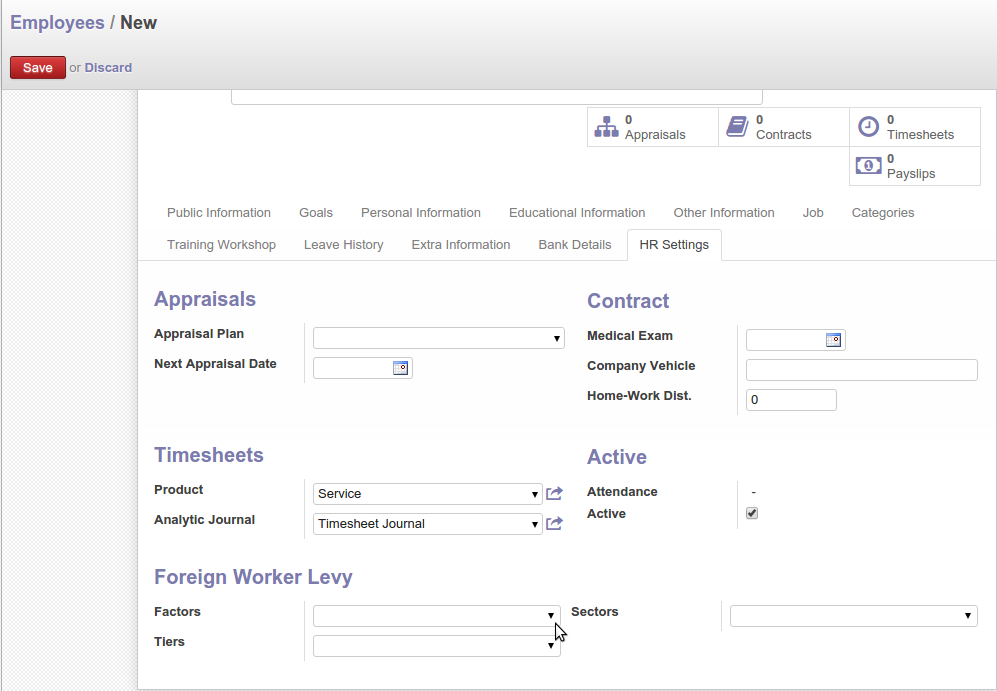 Employees / New
Save or Discard
0
Appraisals
0
Contracts
0
Timesheets
1
0
Payslips
Public Information Goals Personal Information Educational Information Other Information Job Categories
Training Workshop Leave History Extra Information Bank Details HR Settings
Appraisals
Appraisal Plan
Next Appraisal Date
Contract
Medical Exam
Company Vehicle
Home-Work Dist. 0
Timesheets
Product Service
Analytic Journal Timesheet Journal
Active
Attendance -
Active
Foreign Worker Levy
Factors
Sectors
Tiers